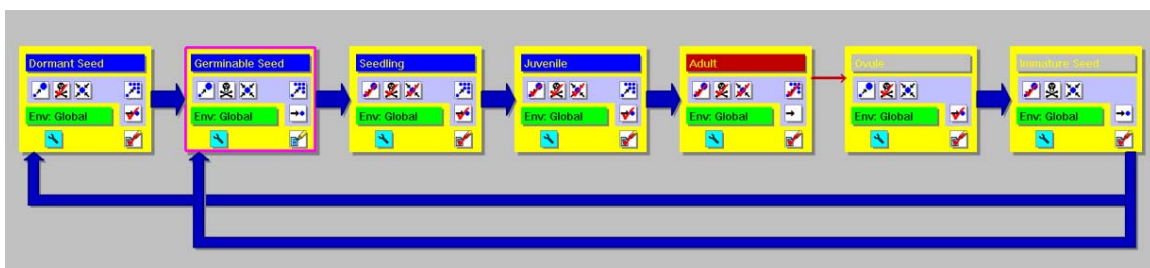 Dormant Seed
Germinable Seed
Seedling
Juvenile
Adult
Ovule
Immature Seed
Env: Global
Env: Global
Env: Global
Env: Global
Env: Global
Env: Global
Env: Global